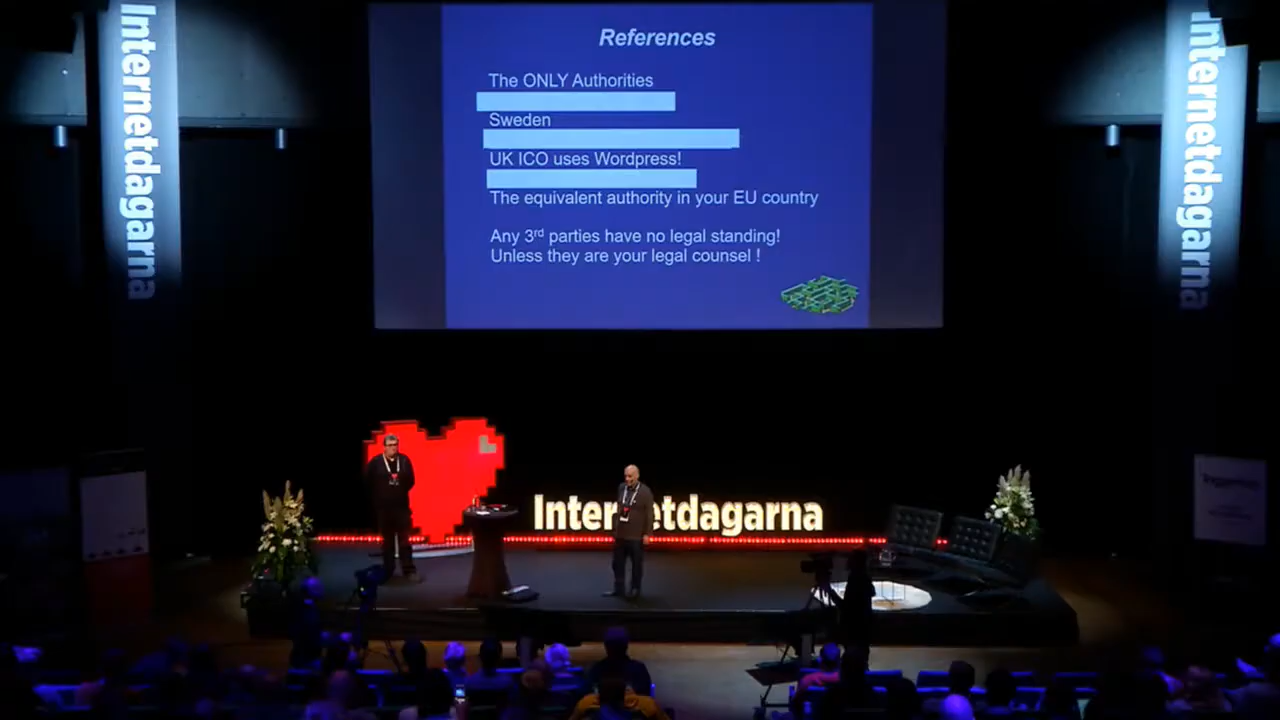 Internetdagarna
References
The ONLY Authorities
Sweden
UK ICO uses Wordpress!
The equivalent authority in your EU country
Any 3rd parties have no legal standing!
Unless they are your legal counsel !
Internetdagarna
Internetdagarna